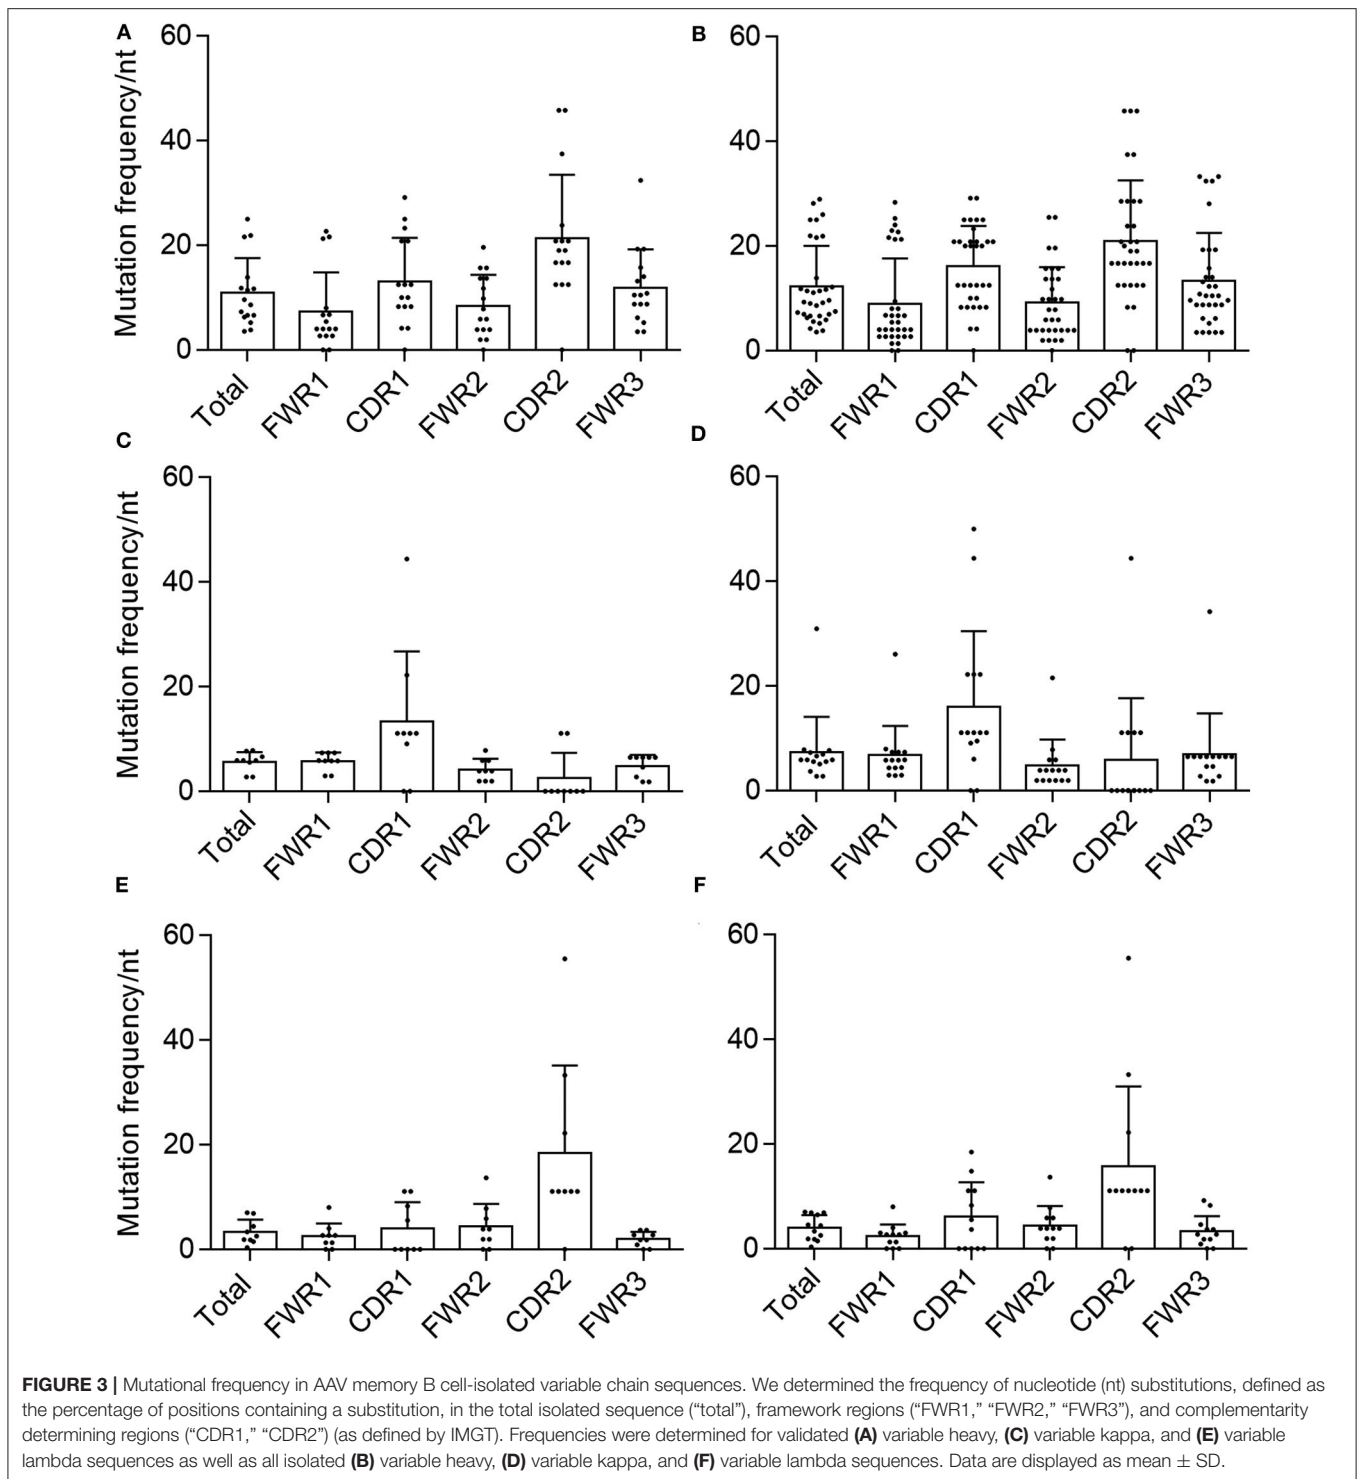 A
B
Mutation frequency/nt
60
40
20
0
Total
FWR1
CDR1
FWR2
CDR2
FWR3
60
40
20
0
Total
FWR1
CDR1
FWR2
CDR2
FWR3
C
D
Mutation frequency/nt
60
40
20
0
Total
FWR1
CDR1
FWR2
CDR2
FWR3
60
40
20
0
Total
FWR1
CDR1
FWR2
CDR2
FWR3
E
F
Mutation frequency/nt
60
40
20
0
Total
FWR1
CDR1
FWR2
CDR2
FWR3
60
40
20
0
Total
FWR1
CDR1
FWR2
CDR2
FWR3
FIGURE 3 | Mutational frequency in AAV memory B cell-isolated variable chain sequences. We determined the frequency of nucleotide (nt) substitutions, defined as
the percentage of positions containing a substitution, in the total isolated sequence (“total”), framework regions (“FWR1,” “FWR2,” “FWR3”), and complementarity
determining regions (“CDR1,” “CDR2”) (as defined by IMGT). Frequencies were determined for validated (A) variable heavy, (C) variable kappa, and (E) variable
lambda sequences as well as all isolated (B) variable heavy, (D) variable kappa, and (F) variable lambda sequences. Data are displayed as mean ± SD.